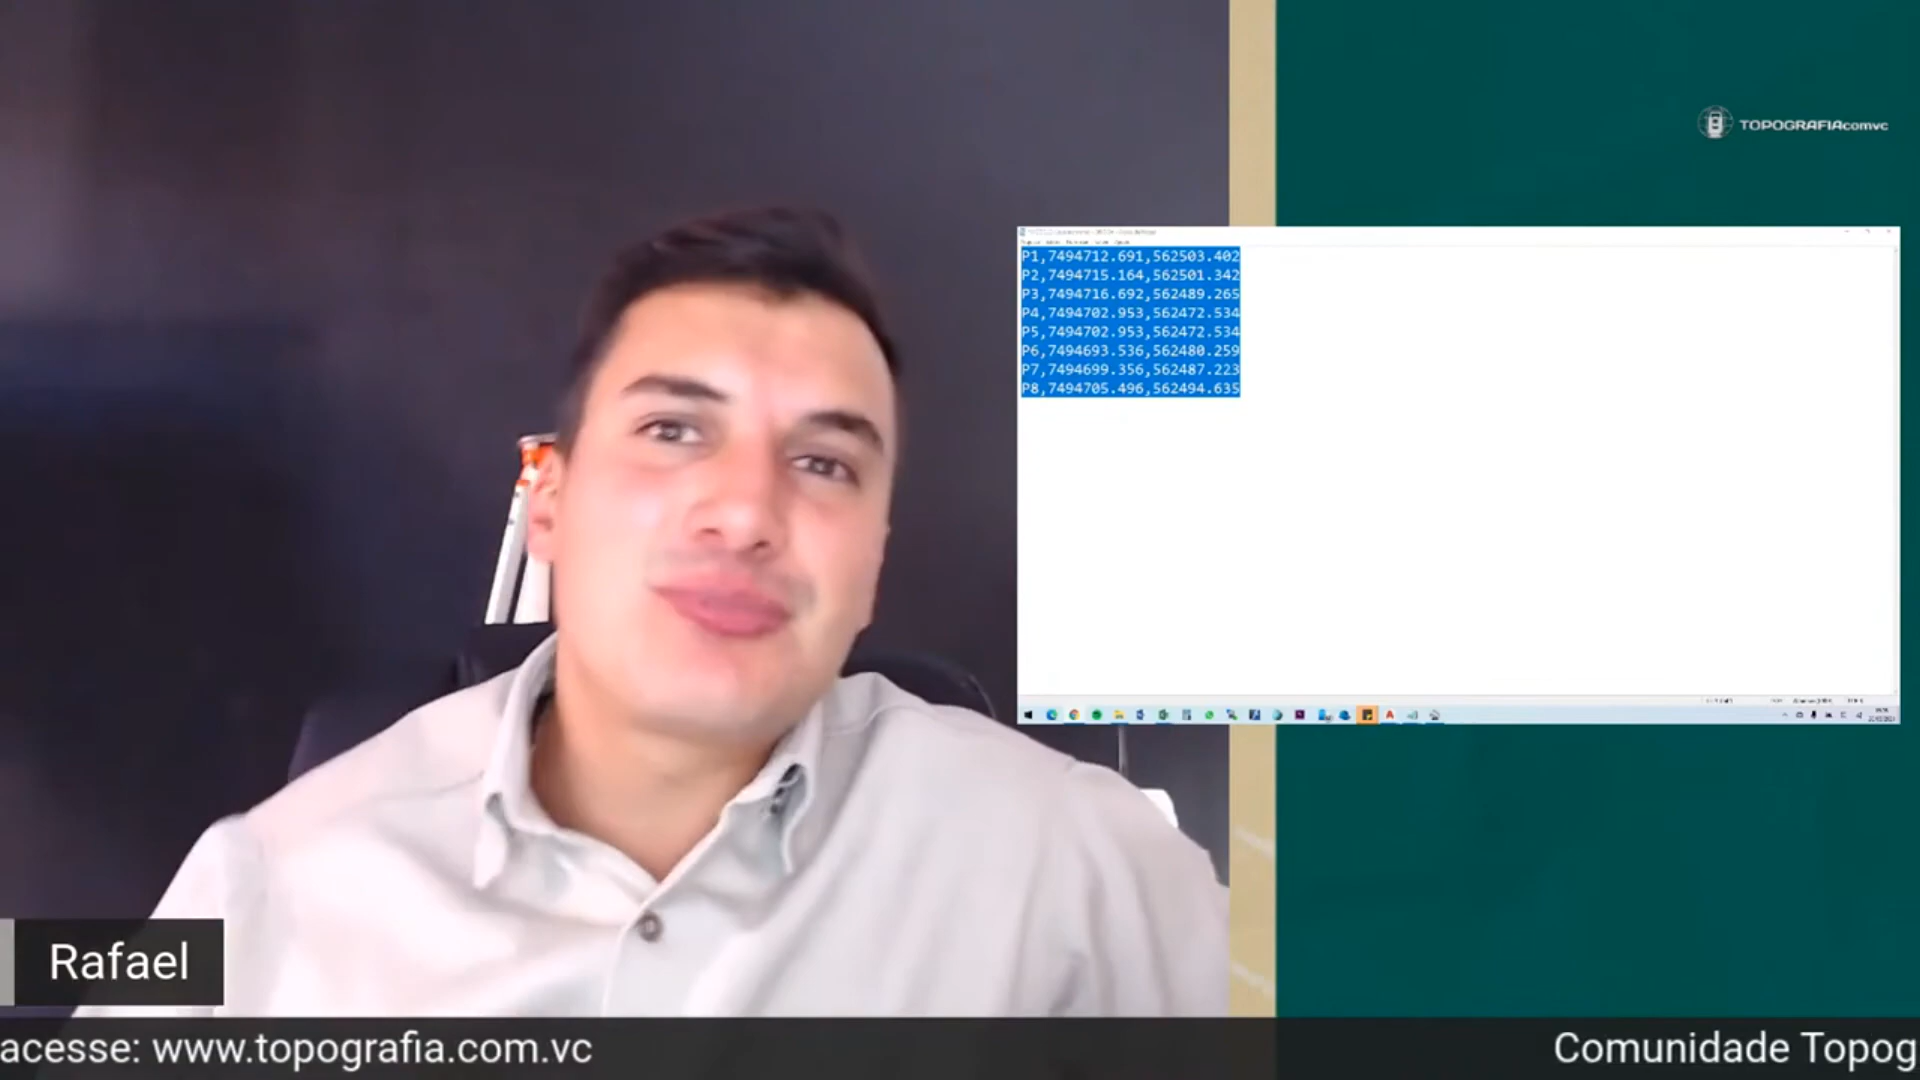 TOPOGRAFIAcomvc
P1,7494712.691,562503.402
P2,7494715.164,562501.342
P3,7494716.692,562489.265
P4,7494702.953,562472.534
P5,7494702.953,562472.534
P6,7494693.536,562480.259
P7,7494699.356,562487.223
P8,7494705.496,562494.635
Rafael
acesse: www.topografia.com.vc
Comunidade Topog